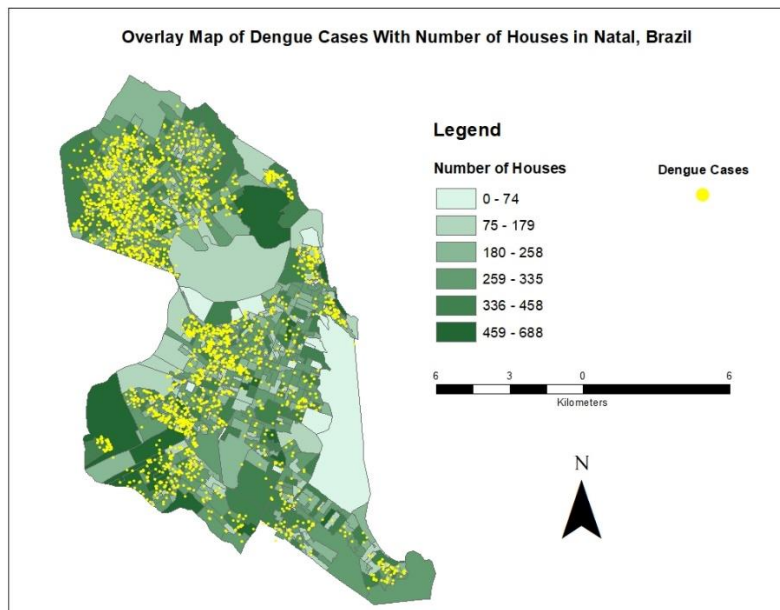 Overlay Map of Dengue Cases With Number of Houses in Natal, Brazil
Legend
Number of Houses
0 - 74
75 - 179
180 - 258
259 - 335
336 - 458
459 - 688
Dengue Cases
6 3 0 6
Kilometers
N